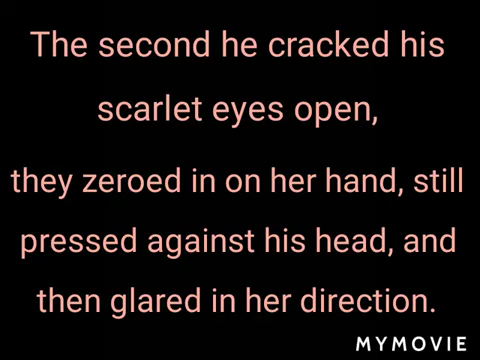 The second he cracked his
scarlet eyes open,
they zeroed in on her hand, still
pressed against his head, and
then glared in her direction.
MYMOVIE